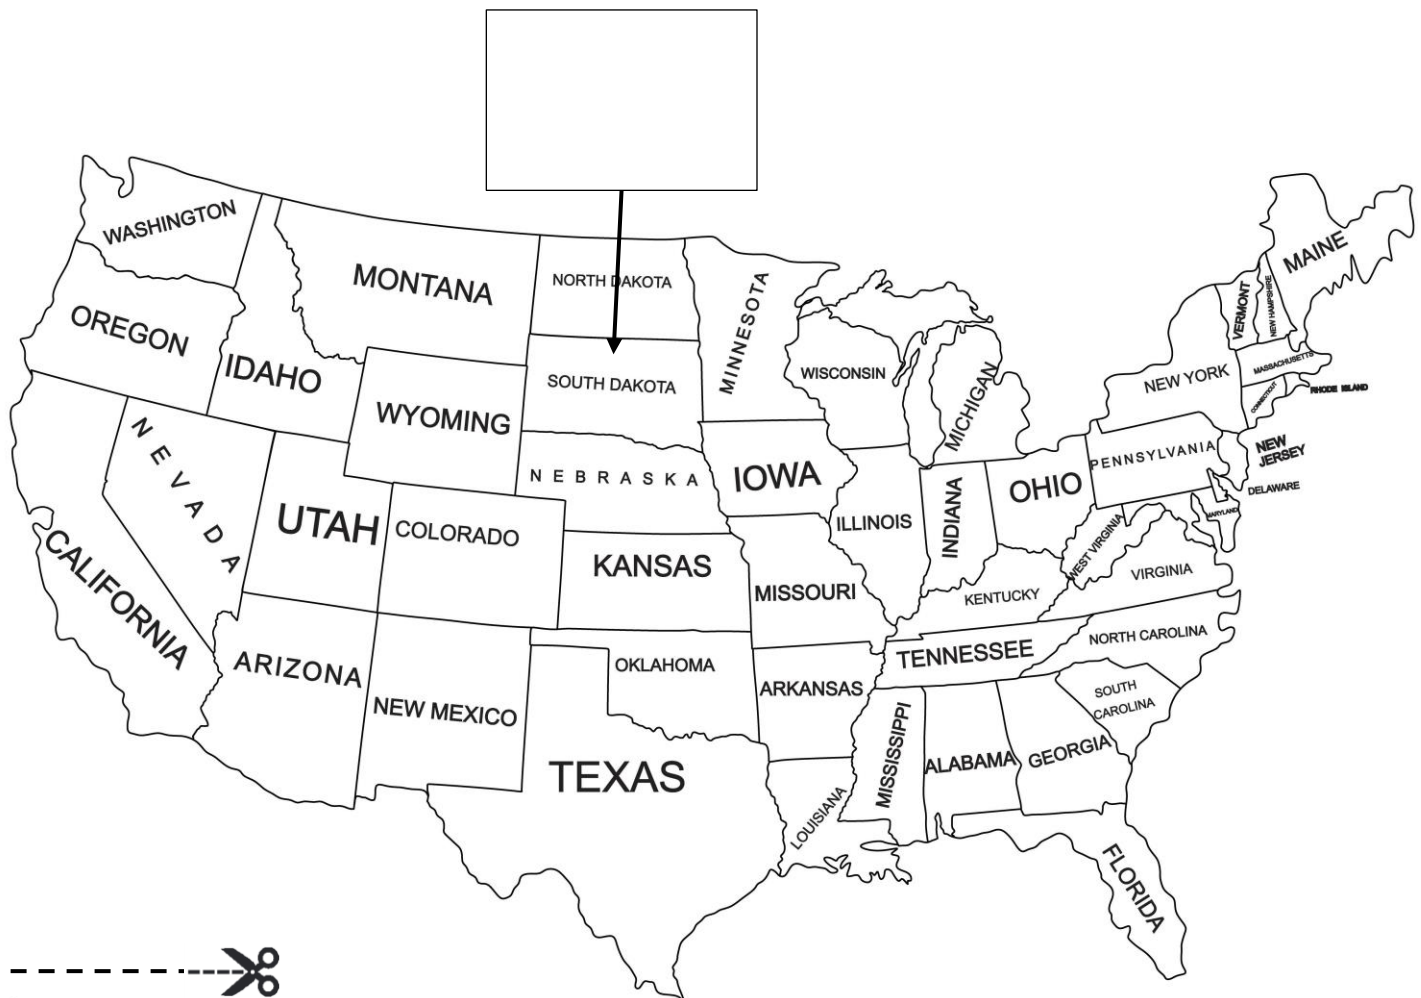 WASHINGTON
MONTANA
NORTH DAKOTA
MINNESOTA
MAINE
VERMONT
NEW HAMPSHIRE
OREGON
IDAHO
WYOMING
SOUTH DAKOTA
WISCONSIN
MICHIGAN
NEW YORK
MASSACHUSETTS
CONNECTICUT
RHODE ISLAND
NEVADA
NEBRASKA
IOWA
PENNSYLVANIA
NEW
JERSEY
OHIO
INDIANA
ILLINOIS
DELAWARE
MARYLAND
UTAH
COLORADO
CALIFORNIA
KANSAS
MISSOURI
KENTUCKY
WEST VIRGINIA
VIRGINIA
ARIZONA
NEW MEXICO
OKLAHOMA
ARKANSAS
TENNESSEE
NORTH CAROLINA
SOUTH
CAROLINA
TEXAS
LOUISIANA
MISSISSIPPI
ALABAMA
GEORGIA
FLORIDA